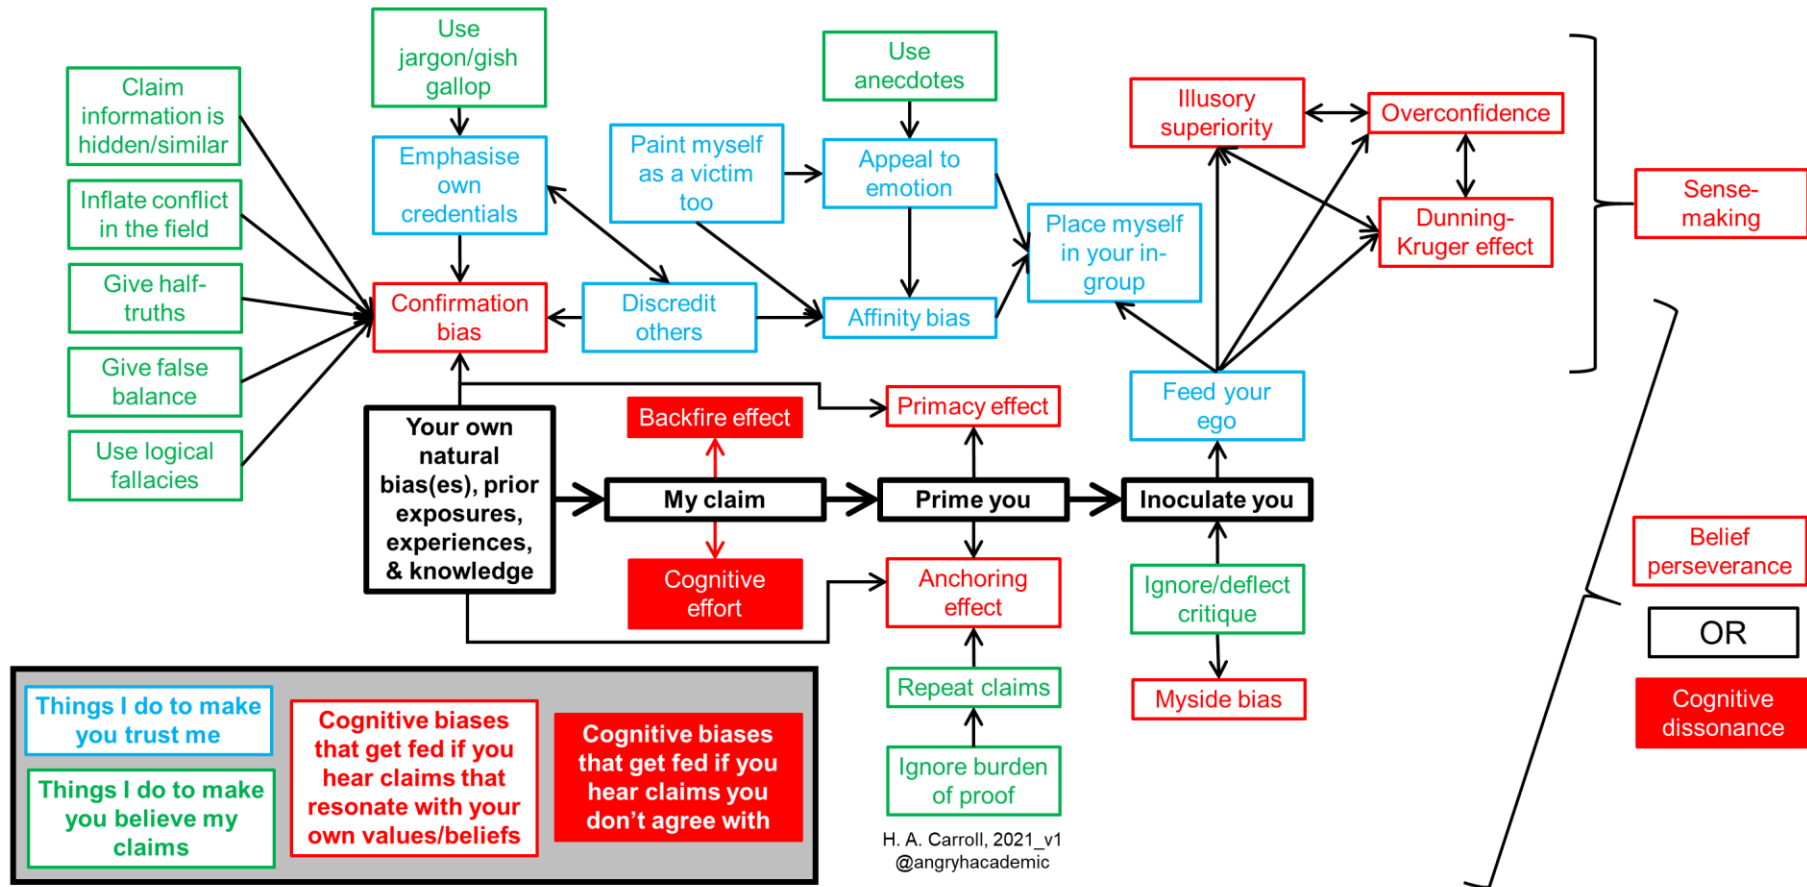 Use
jargon/gish
gallop
Use
anecdotes
Claim
information is
hidden/similar
Illusory
superiority
Overconfidence
Emphasise
own
credentials
Paint myself
as a victim
too
Appeal to
emotion
Inflate conflict
in the field
Place myself
in your in-
group
Dunning-
Kruger effect
Sense-
making
Give half-
truths
Confirmation
bias
Discredit
others
Affinity bias
Give false
balance
Feed your
ego
Use logical
fallacies
Your own
natural
bias(es), prior
exposures,
experiences,
& knowledge
Backfire effect
Primacy effect
My claim
Prime you
Inoculate you
Cognitive
effort
Anchoring
effect
Ignore/deflect
critique
Belief
perseverance
OR
Cognitive
dissonance
Repeat claims
Myside bias
Ignore burden
of proof
Things I do to make
you trust me
Things I do to make
you believe my
claims
Cognitive biases
that get fed if you
hear claims that
resonate with your
own values/beliefs
Cognitive biases
that get fed if you
hear claims you
don't agree with
H. A. Carroll, 2021_v1
@angryhacademic